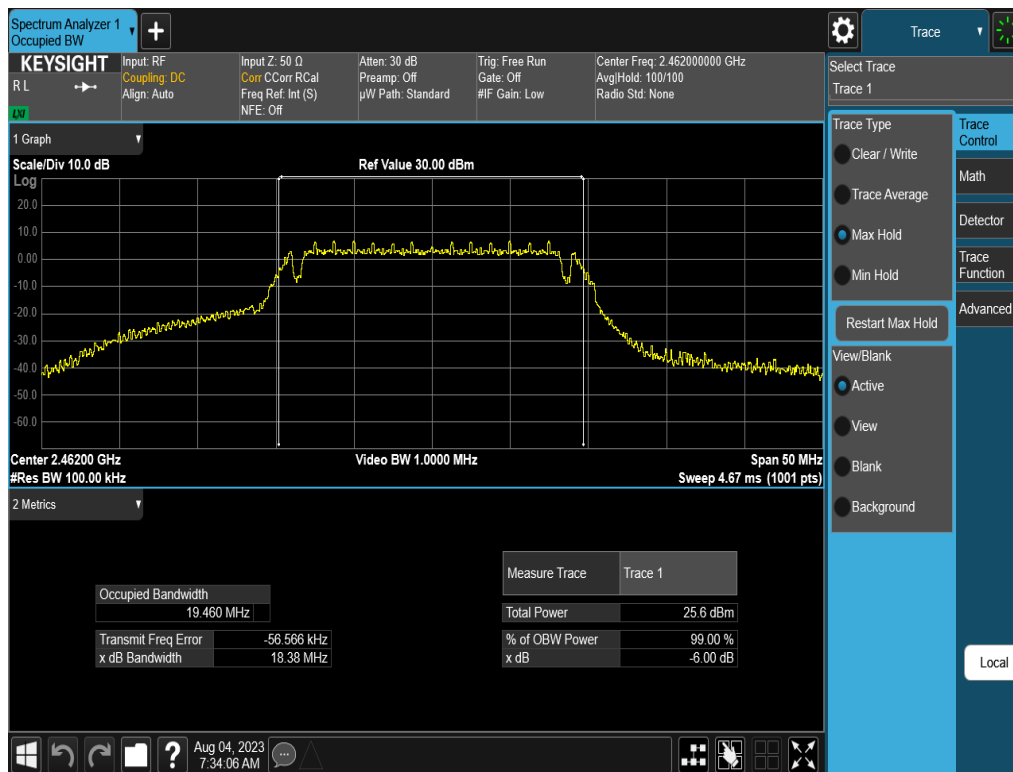 Spectrum Analyzer 1
Occupied BW
+
Trace
KEYSIGHT
R L
LXI
Input: RF
Coupling: DC
Align: Auto
Input Z: 50 Ω
Corr CCorr RCal
Freq Ref: Int (S)
NFE: Off
Atten: 30 dB
Preamp: Off
µW Path: Standard
Trig: Free Run
Gate: Off
#IF Gain: Low
Center Freq: 2.462000000 GHz
Avg|Hold: 100/100
Radio Std: None
Select Trace
Trace 1
1 Graph
Scale/Div 10.0 dB
Ref Value 30.00 dBm
Log
20.0
10.0
0.00
-10.0
-20.0
-30.0
-40.0
-50.0
-60.0
Center 2.46200 GHz
Video BW 1.0000 MHz
Span 50 MHz
#Res BW 100.00 kHz
Sweep 4.67 ms (1001 pts)
2 Metrics
Measure Trace Trace 1
Occupied Bandwidth
19.460 MHz
Total Power 25.6 dBm
Transmit Freq Error -56.566 kHz
% of OBW Power 99.00 %
x dB Bandwidth 18.38 MHz
x dB -6.00 dB
Trace Type
Clear / Write
Trace Average
Max Hold
Min Hold
Restart Max Hold
View/Blank
Active
View
Blank
Background
Trace
Control
Math
Detector
Trace
Function
Advanced
Local
?
Aug 04, 2023
7:34:06 AM